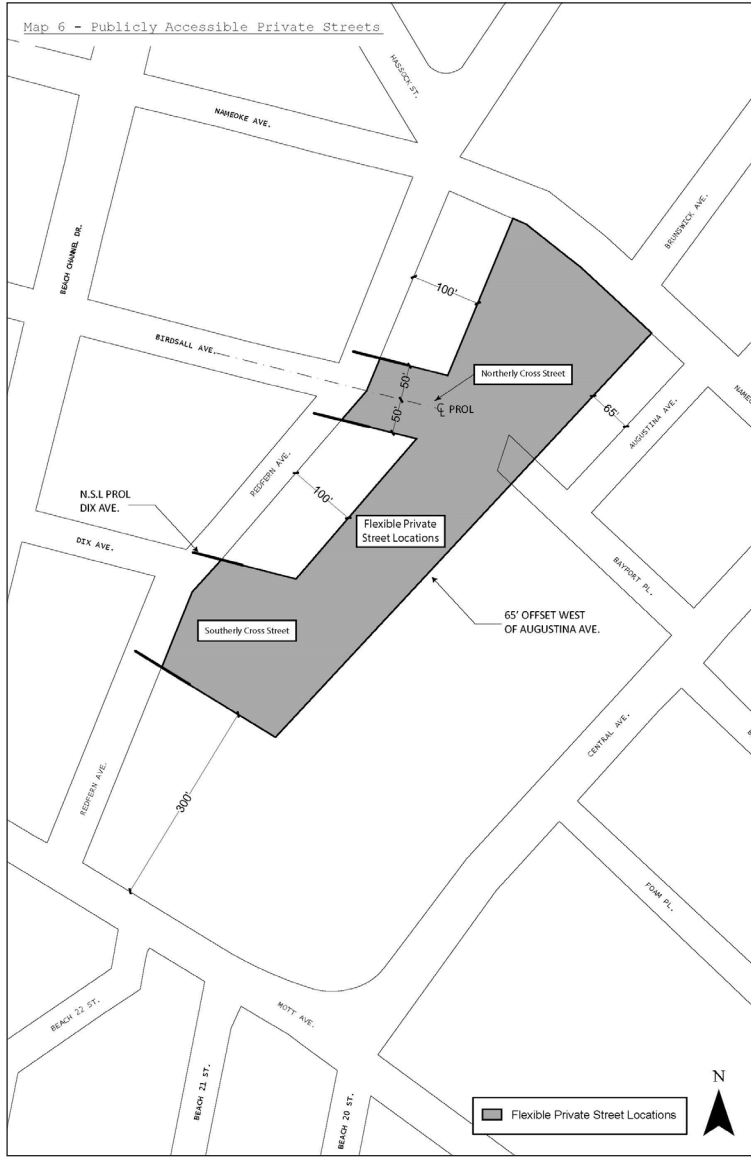 Map 6 - Publicly Accessible Private Streets
HASSOCK ST.
NAMEOKE AVE.
BRUNSWICK AVE.
BEACH CHANNEL DR.
100'
BIRDSALL AVE.
50'
Northerly Cross Street
50'
℄ PROL
65'
NAMEO
AUGUSTINA AVE.
REDFERN AVE.
N.S.L PROL
DIX AVE.
100'
Flexible Private
Street Locations
DIX AVE.
BAYPORT PL.
65' OFFSET WEST
OF AUGUSTINA AVE.
Southerly Cross Street
CENTRAL AVE.
REDFERN AVE.
300'
FOAM PL.
BEACH 22 ST.
MOTT AVE.
BEACH 21 ST.
BEACH 20 ST.
N
Flexible Private Street Locations